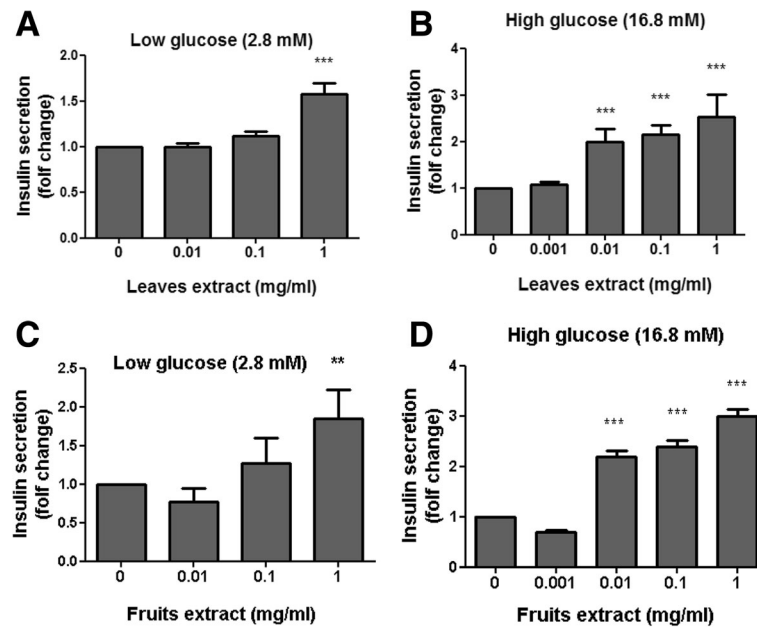 A
Low glucose (2.8 mM)
Insulin secretion
(folf change)
2.0
1.5
1.0
0.5
0.0
***
0 0.01 0.1 1
Leaves extract (mg/ml)
B
High glucose (16.8 mM)
Insulin secretion
(folf change)
4
3
2
1
0
*** *** ***
0 0.001 0.01 0.1 1
Leaves extract (mg/ml)
C
Low glucose (2.8 mM)
Insulin secretion
(folf change)
2.5
2.0
1.5
1.0
0.5
0.0
**
0 0.01 0.1 1
Fruits extract (mg/ml)
D
High glucose (16.8 mM)
Insulin secretion
(folf change)
4
3
2
1
0
*** *** ***
0 0.001 0.01 0.1 1
Fruits extract (mg/ml)